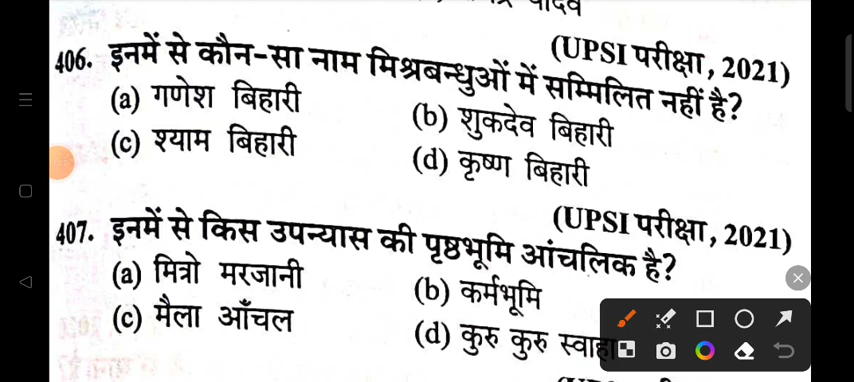 यादव
(UPSI परीक्षा, 2021)
406. इनमें से कौन-सा नाम मिश्रबन्धुओं में सम्मिलित नहीं है?
(a) गणेश बिहारी (b) शुकदेव बिहारी
(c) श्याम बिहारी (d) कृष्ण बिहारी
(UPSI परीक्षा, 2021)
407. इनमें से किस उपन्यास की पृष्ठभूमि आंचलिक है?
(a) मित्रो मरजानी (b) कर्मभूमि
(c) मैला आँचल (d) कुरु कुरु स्वाहा